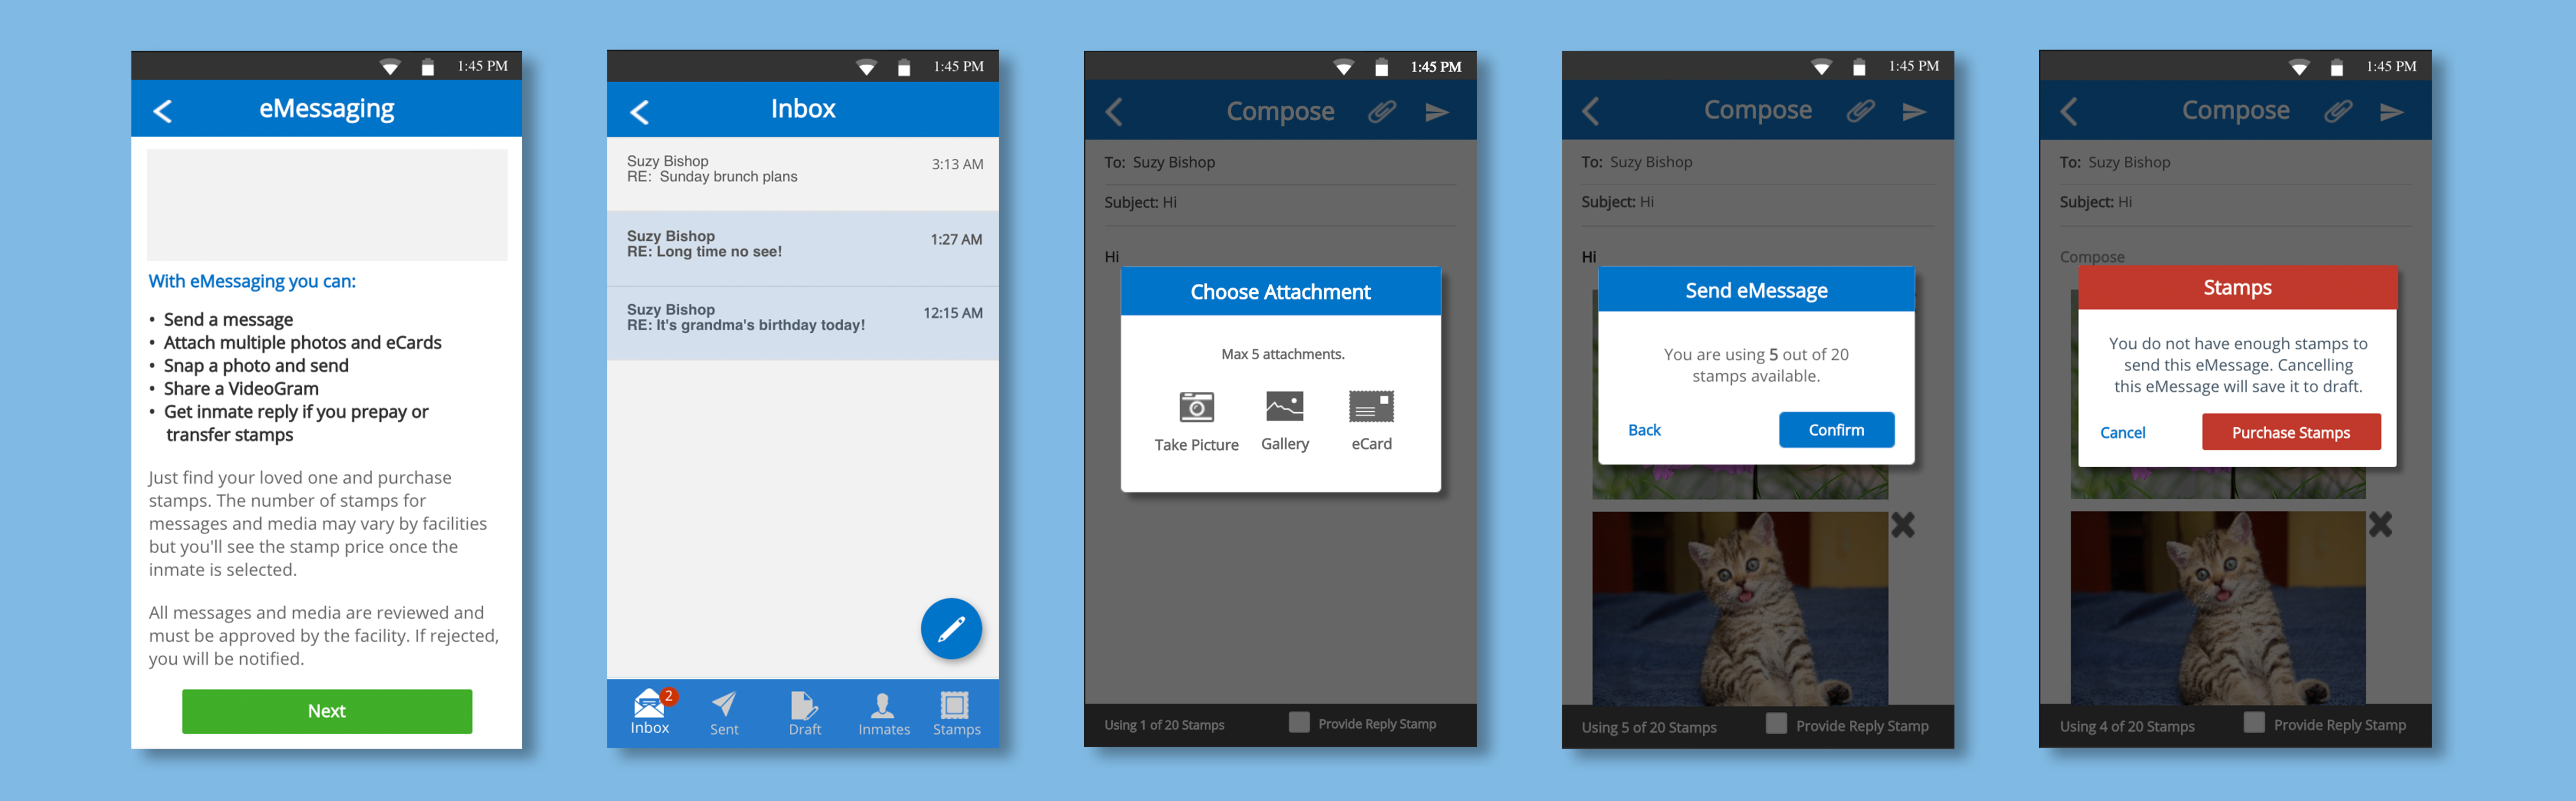 1:45 PM
eMessaging
With eMessaging you can:
• Send a message
• Attach multiple photos and eCards
• Snap a photo and send
• Share a VideoGram
• Get inmate reply if you prepay or
transfer stamps
Just find your loved one and purchase
stamps. The number of stamps for
messages and media may vary by facilities
but you'll see the stamp price once the
inmate is selected.
All messages and media are reviewed and
must be approved by the facility. If rejected,
you will be notified.
Next
1:45 PM
Inbox
Suzy Bishop 3:13 AM
RE: Sunday brunch plans
Suzy Bishop 1:27 AM
RE: Long time no see!
Suzy Bishop 12:15 AM
RE: It's grandma's birthday today!
2
Inbox Sent Draft Inmates Stamps
1:45 PM
Compose
To: Suzy Bishop
Subject: Hi
Hi
Choose Attachment
Max 5 attachments.
Take Picture Gallery eCard
Using 1 of 20 Stamps Provide Reply Stamp
1:45 PM
Compose
To: Suzy Bishop
Subject: Hi
Hi
Send eMessage
You are using 5 out of 20
stamps available.
Back Confirm
Using 5 of 20 Stamps Provide Reply Stamp
1:45 PM
Compose
To: Suzy Bishop
Subject: Hi
Compose
Stamps
You do not have enough stamps to
send this eMessage. Cancelling
this eMessage will save it to draft.
Cancel Purchase Stamps
Using 4 of 20 Stamps Provide Reply Stamp